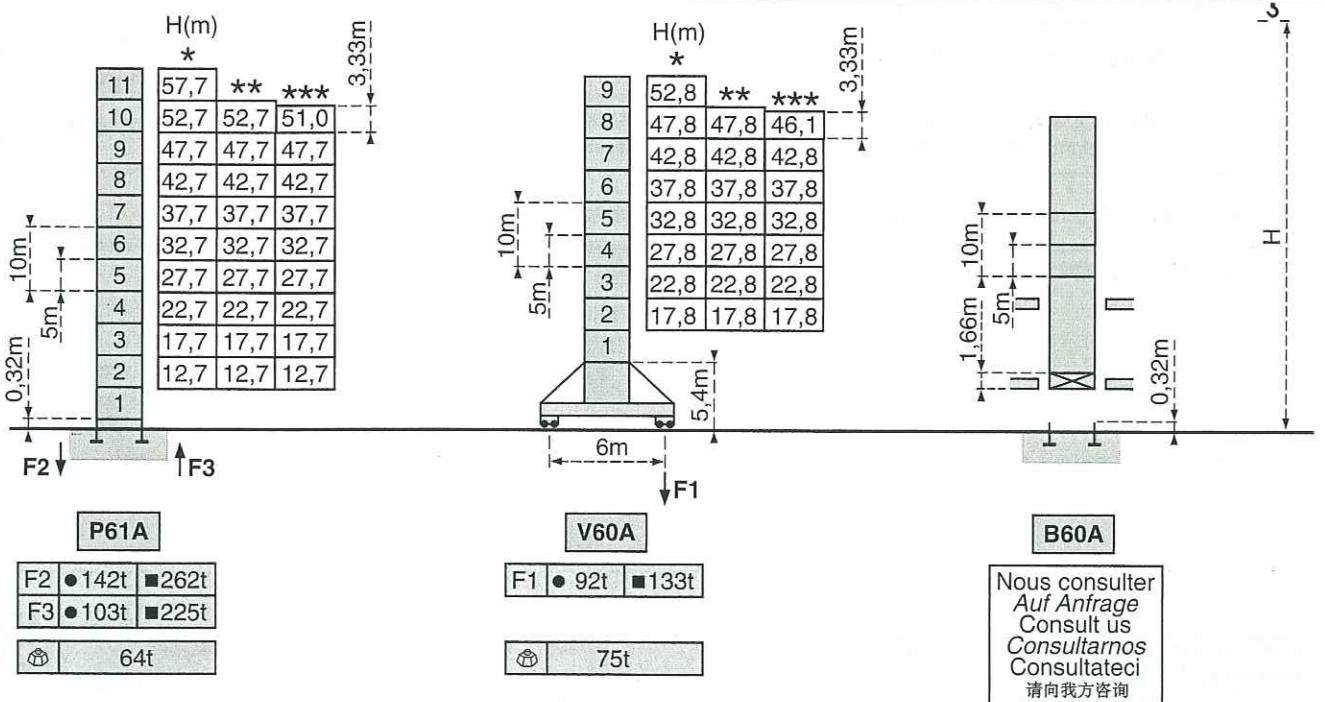 H(m)
*
** ***
3,33m
11 57,7
10 52,7 52,7 51,0
9 47,7 47,7 47,7
8 42,7 42,7 42,7
7 37,7 37,7 37,7
6 32,7 32,7 32,7
5 27,7 27,7 27,7
4 22,7 22,7 22,7
3 17,7 17,7 17,7
2 12,7 12,7 12,7
1
10m
5m
0,32m
F2 F3
P61A
F2 ●142t ■262t
F3 ●103t ■225t
64t
H(m)
*
** ***
3,33m
9 52,8
8 47,8 47,8 46,1
7 42,8 42,8 42,8
6 37,8 37,8 37,8
5 32,8 32,8 32,8
4 27,8 27,8 27,8
3 22,8 22,8 22,8
2 17,8 17,8 17,8
1
10m
5m
5,4m
6m
F1
V60A
F1 ● 92t ■133t
75t
H
10m
5m
1,66m
0,32m
B60A
Nous consulter
Auf Anfrage
Consult us
Consultarnos
Consultateci
请向我方咨询